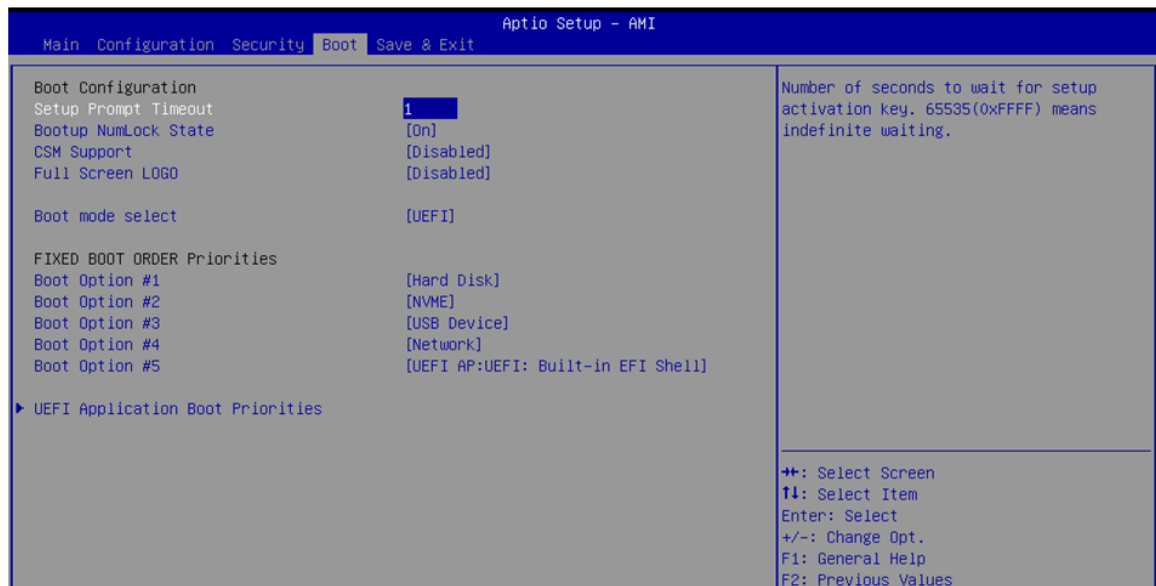 Aptio Setup – AMI
Main Configuration Security Boot Save & Exit
Boot Configuration
Setup Prompt Timeout 1
Bootup NumLock State [On]
CSM Support [Disabled]
Full Screen LOGO [Disabled]
Boot mode select [UEFI]
FIXED BOOT ORDER Priorities
Boot Option #1 [Hard Disk]
Boot Option #2 [NVME]
Boot Option #3 [USB Device]
Boot Option #4 [Network]
Boot Option #5 [UEFI AP:UEFI: Built-in EFI Shell]
▶ UEFI Application Boot Priorities
Number of seconds to wait for setup
activation key. 65535(0xFFFF) means
indefinite waiting.
→←: Select Screen
↑↓: Select Item
Enter: Select
+/-: Change Opt.
F1: General Help
F2: Previous Values